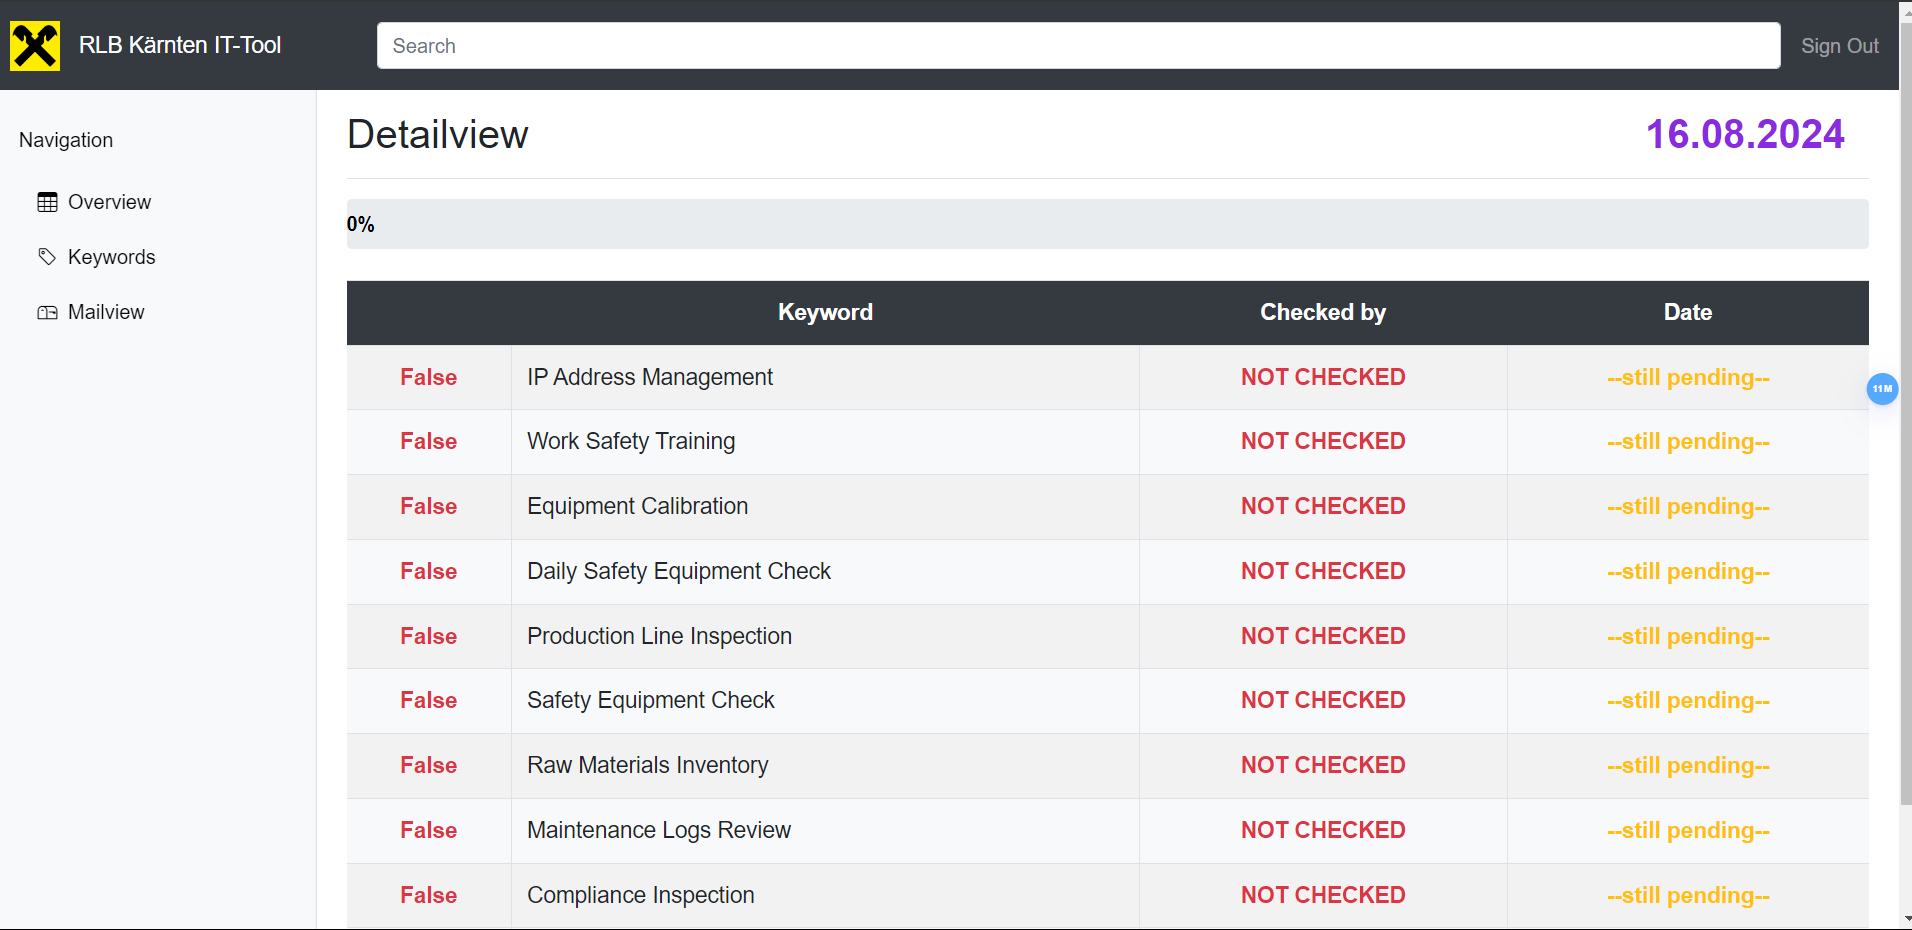 RLB Kärnten IT-Tool
Search
Sign Out
Navigation
Overview
Keywords
Mailview
Detailview
16.08.2024
0%
Keyword Checked by Date
False IP Address Management NOT CHECKED --still pending--
False Work Safety Training NOT CHECKED --still pending--
False Equipment Calibration NOT CHECKED --still pending--
False Daily Safety Equipment Check NOT CHECKED --still pending--
False Production Line Inspection NOT CHECKED --still pending--
False Safety Equipment Check NOT CHECKED --still pending--
False Raw Materials Inventory NOT CHECKED --still pending--
False Maintenance Logs Review NOT CHECKED --still pending--
False Compliance Inspection NOT CHECKED --still pending--
11M